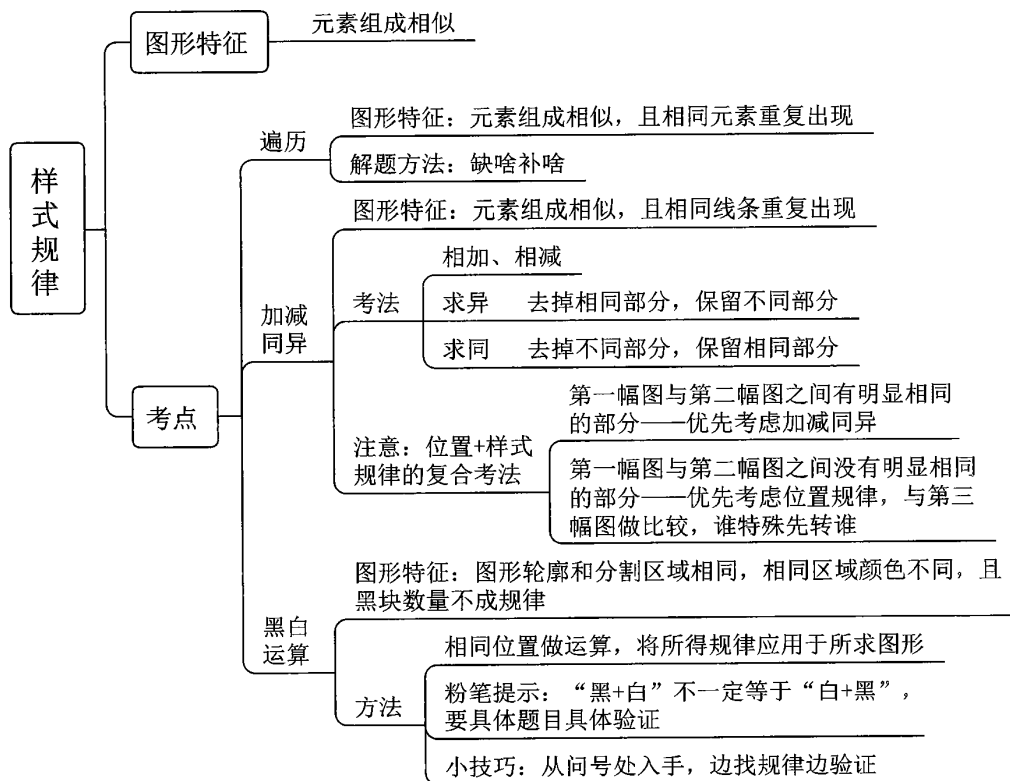 样式规律
图形特征
元素组成相似
考点
遍历
图形特征：元素组成相似，且相同元素重复出现
解题方法：缺啥补啥
加减
同异
图形特征：元素组成相似，且相同线条重复出现
考法
相加、相减
求异 去掉相同部分，保留不同部分
求同 去掉不同部分，保留相同部分
注意：位置+样式
规律的复合考法
第一幅图与第二幅图之间有明显相同
的部分——优先考虑加减同异
第一幅图与第二幅图之间没有明显相同
的部分——优先考虑位置规律，与第三
幅图做比较，谁特殊先转谁
黑白
运算
图形特征：图形轮廓和分割区域相同，相同区域颜色不同，且
黑块数量不成规律
方法
相同位置做运算，将所得规律应用于所求图形
粉笔提示：“黑+白”不一定等于“白+黑”，
要具体题目具体验证
小技巧：从问号处入手，边找规律边验证